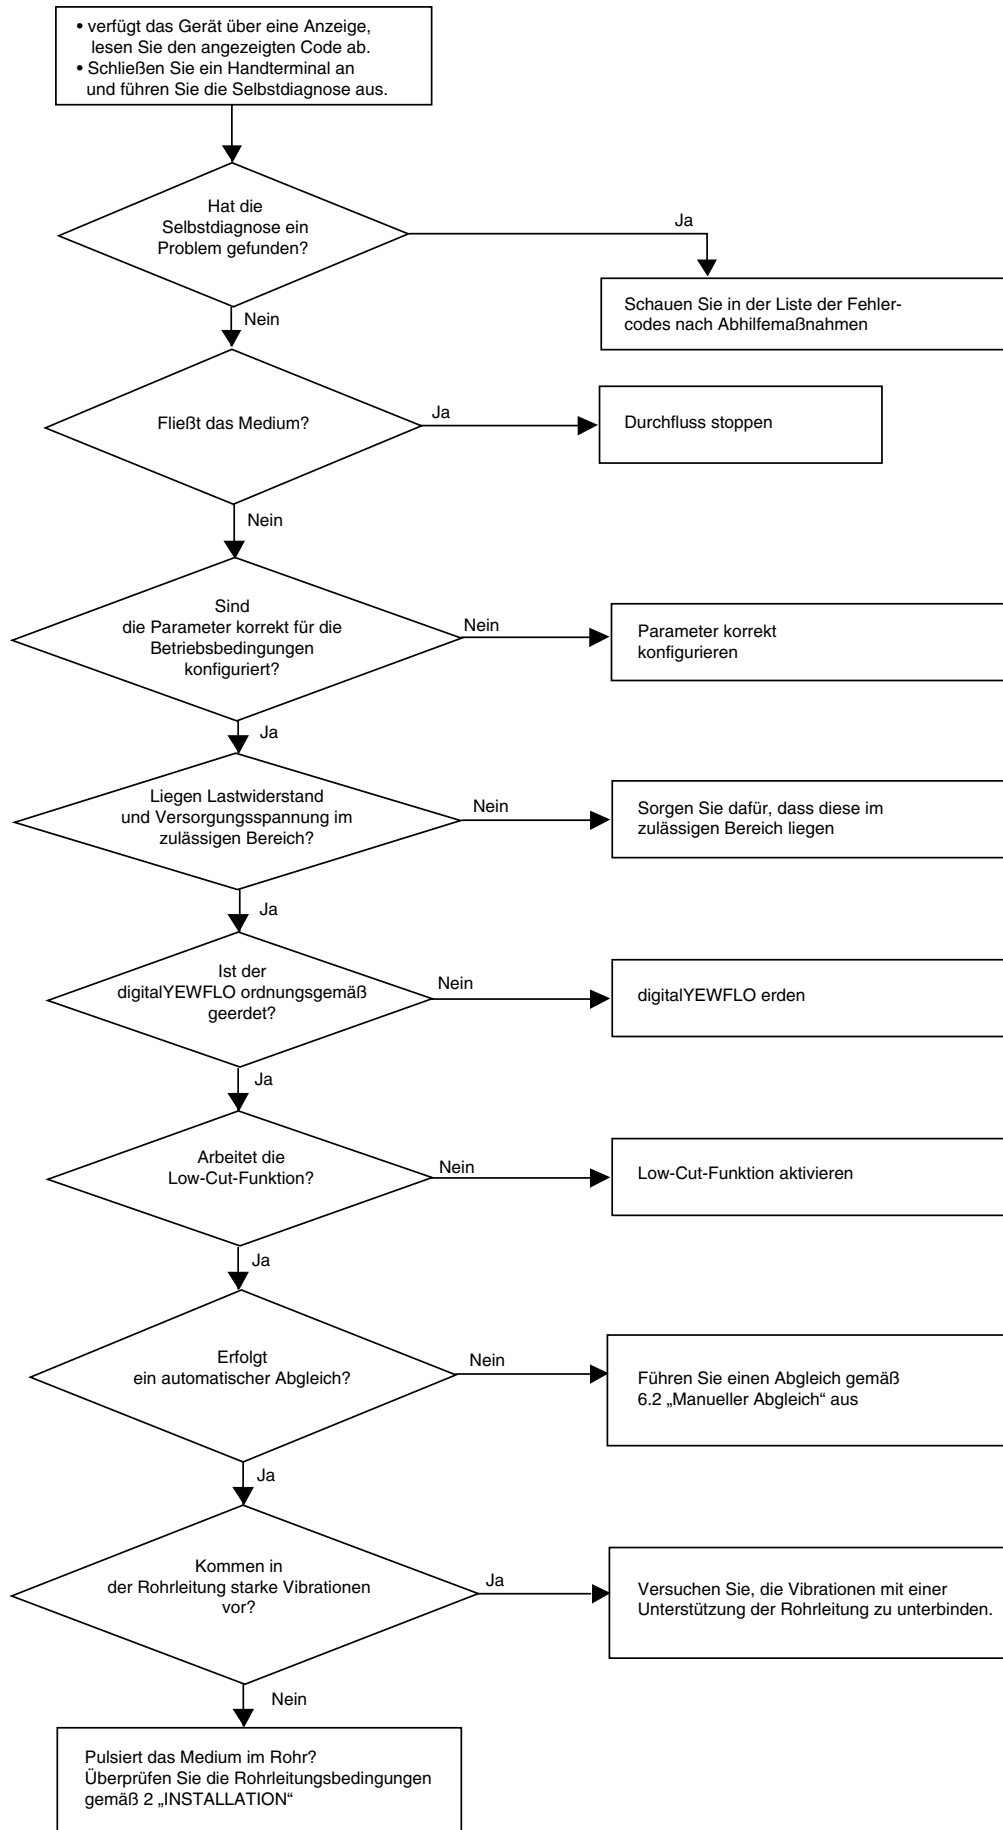 • verfügt das Gerät über eine Anzeige,
lesen Sie den angezeigten Code ab.
• Schließen Sie ein Handterminal an
und führen Sie die Selbstdiagnose aus.
Hat die
Selbstdiagnose ein
Problem gefunden?
Ja
Schauen Sie in der Liste der Fehler-
codes nach Abhilfemaßnahmen
Nein
Fließt das Medium?
Ja
Durchfluss stoppen
Nein
Sind
die Parameter korrekt für die
Betriebsbedingungen
konfiguriert?
Nein
Parameter korrekt
konfigurieren
Ja
Liegen Lastwiderstand
und Versorgungsspannung im
zulässigen Bereich?
Nein
Sorgen Sie dafür, dass diese im
zulässigen Bereich liegen
Ja
Ist der
digitalYEWFLO ordnungsgemäß
geerdet?
Nein
digitalYEWFLO erden
Ja
Arbeitet die
Low-Cut-Funktion?
Nein
Low-Cut-Funktion aktivieren
Ja
Erfolgt
ein automatischer Abgleich?
Nein
Führen Sie einen Abgleich gemäß
6.2 „Manueller Abgleich“ aus
Ja
Kommen in
der Rohrleitung starke Vibrationen
vor?
Ja
Versuchen Sie, die Vibrationen mit einer
Unterstützung der Rohrleitung zu unterbinden.
Nein
Pulsiert das Medium im Rohr?
Überprüfen Sie die Rohrleitungsbedingungen
gemäß 2 „INSTALLATION“